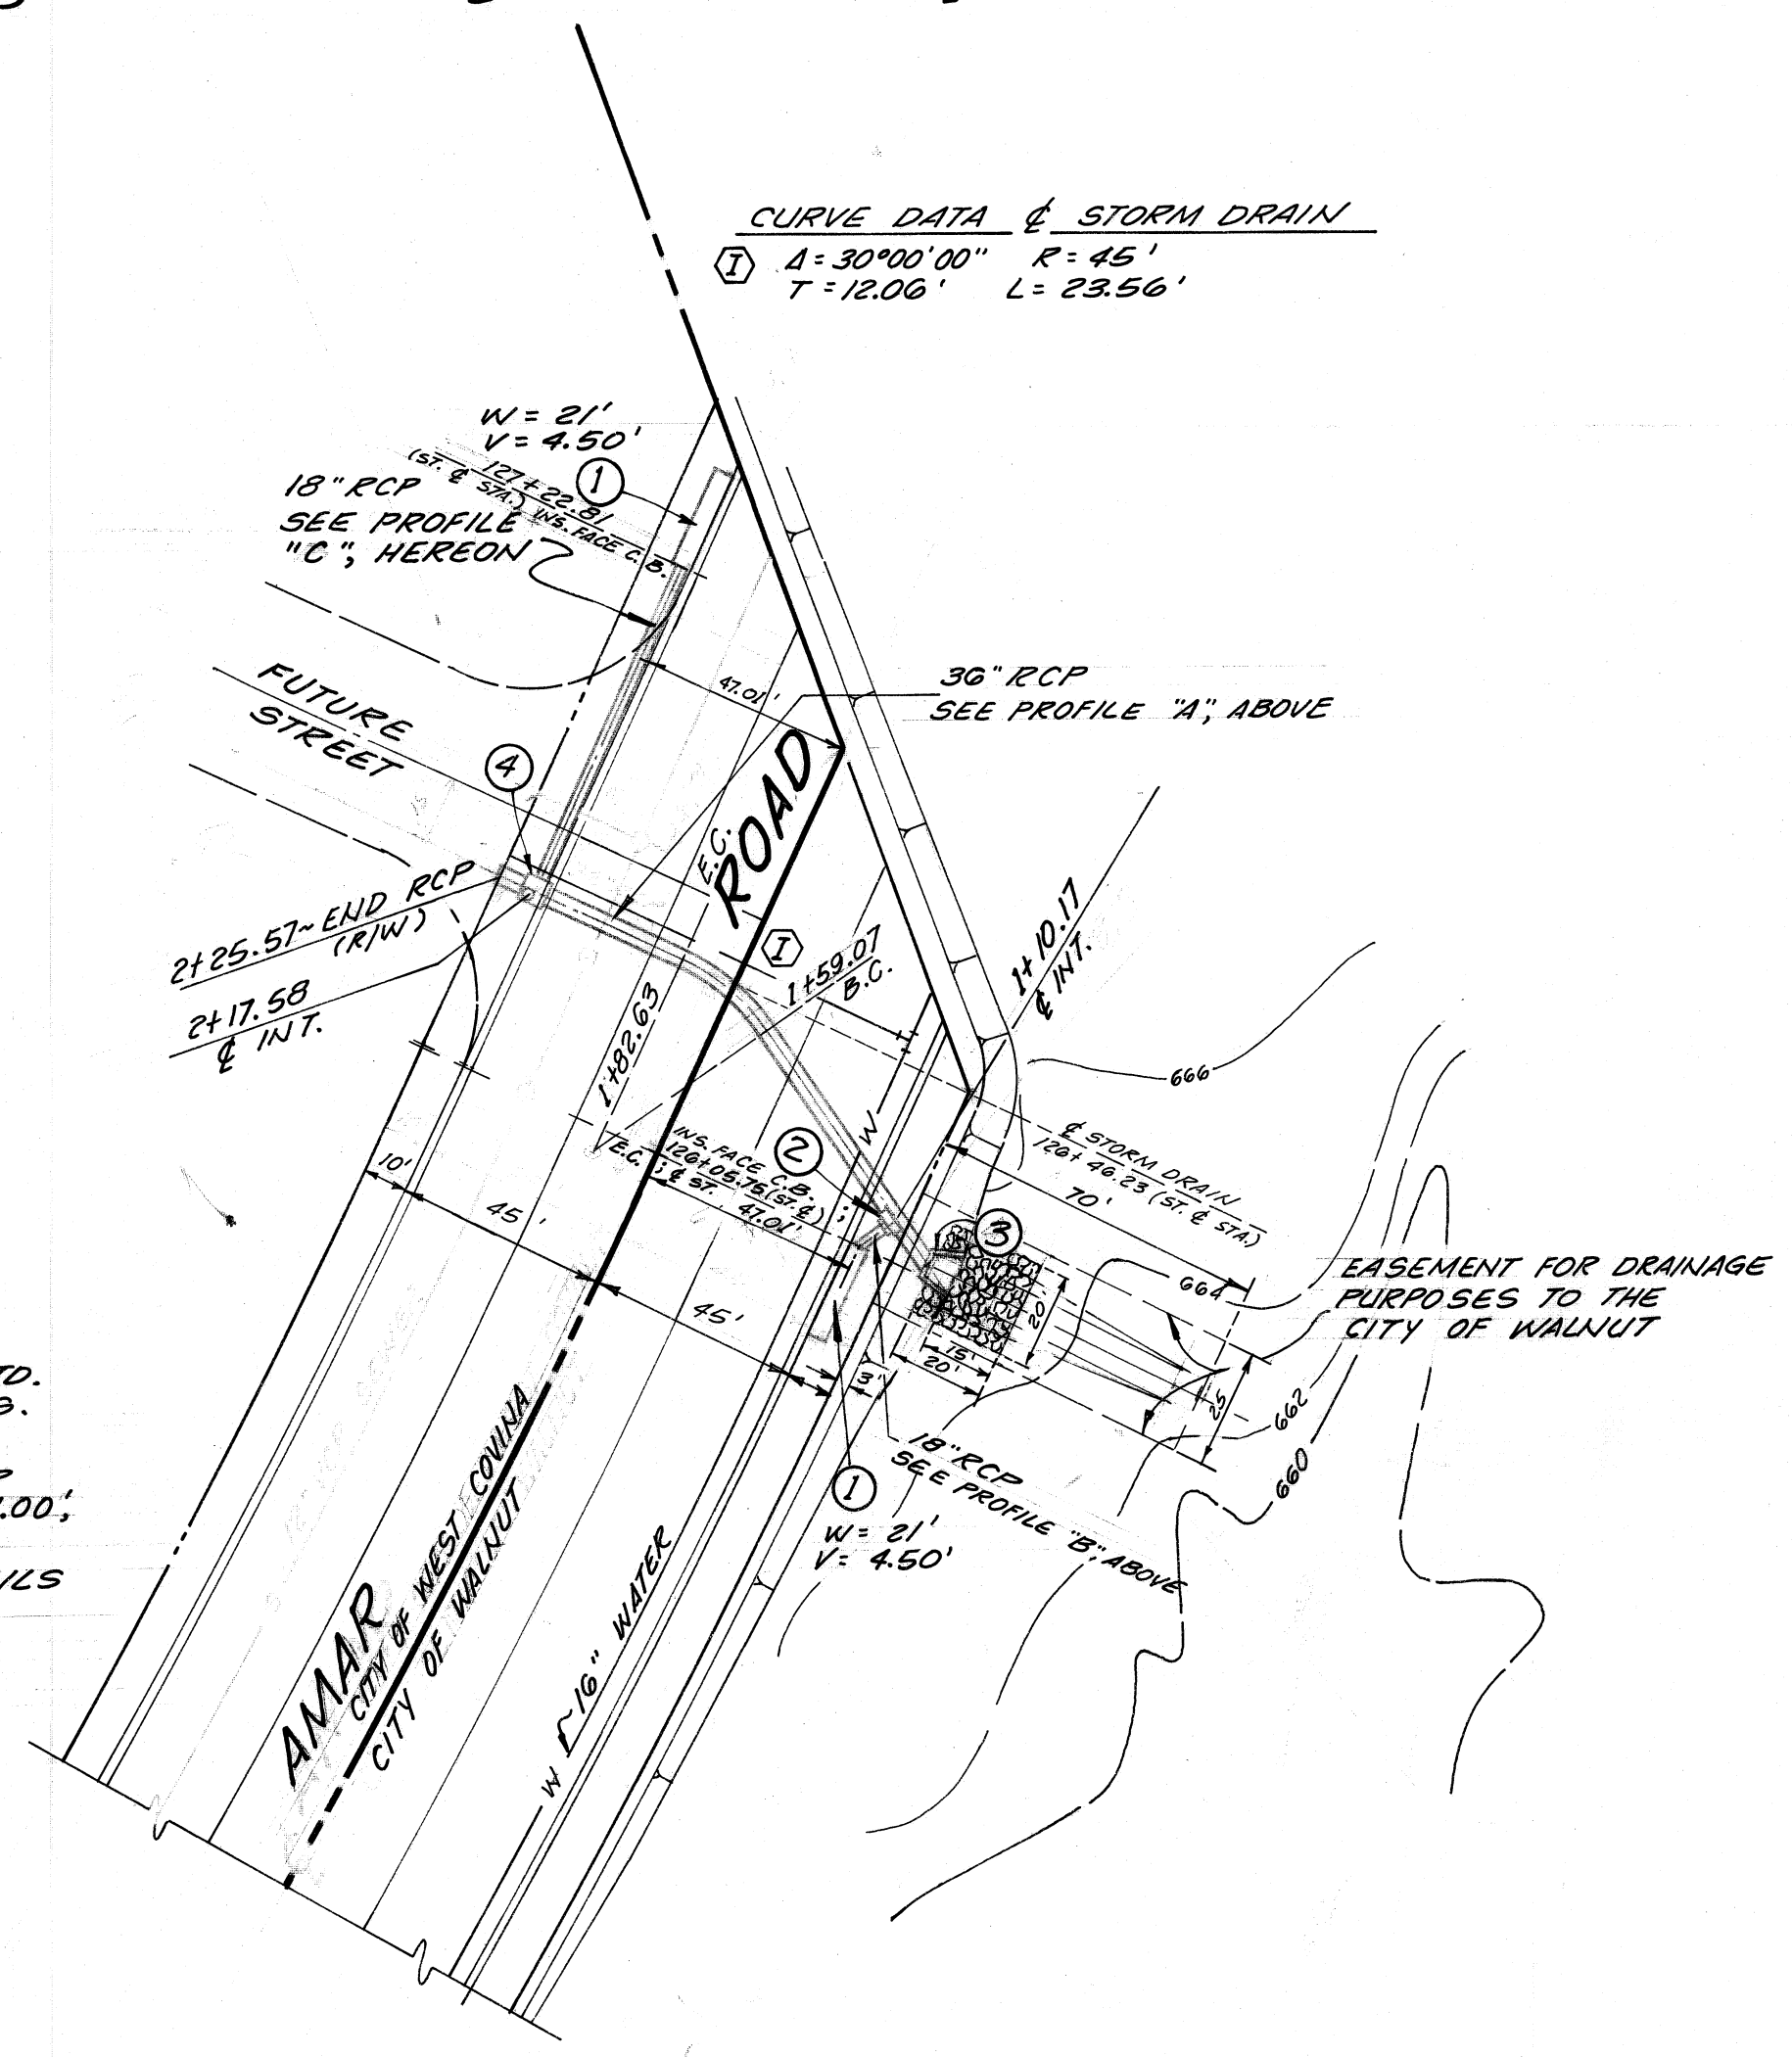 CURVE DATA ℄ STORM DRAIN
I Δ = 30°00'00" R = 45'
T = 12.06' L = 23.56'
W = 21'
V = 4.50'
1
127+22.81
(ST. ℄ STA.) INS. FACE C.B.
18" RCP
SEE PROFILE
"C", HEREON
FUTURE
STREET
47.01'
36" RCP
SEE PROFILE "A", ABOVE
4
E.C.
ROAD
2+25.57~END RCP
(R/W)
2+17.58
℄ INT.
I
1+59.07
B.C.
1+82.63
1+10.17
℄ INT.
666
W
2
INS. FACE C.B.
126+05.75 (ST. ℄);
E.C.; ℄ ST.
47.01'
℄ STORM DRAIN
126+46.23 (ST. ℄ STA.)
70'
3
10'
45'
45'
664
20'
15'
20'
3'
25'
EASEMENT FOR DRAINAGE
PURPOSES TO THE
CITY OF WALNUT
662
660
18" RCP
SEE PROFILE "B", ABOVE
1
W = 21'
V = 4.50'
TD.
.00',
AMAR
CITY OF WEST COVINA
CITY OF WALNUT
W
16" WATER